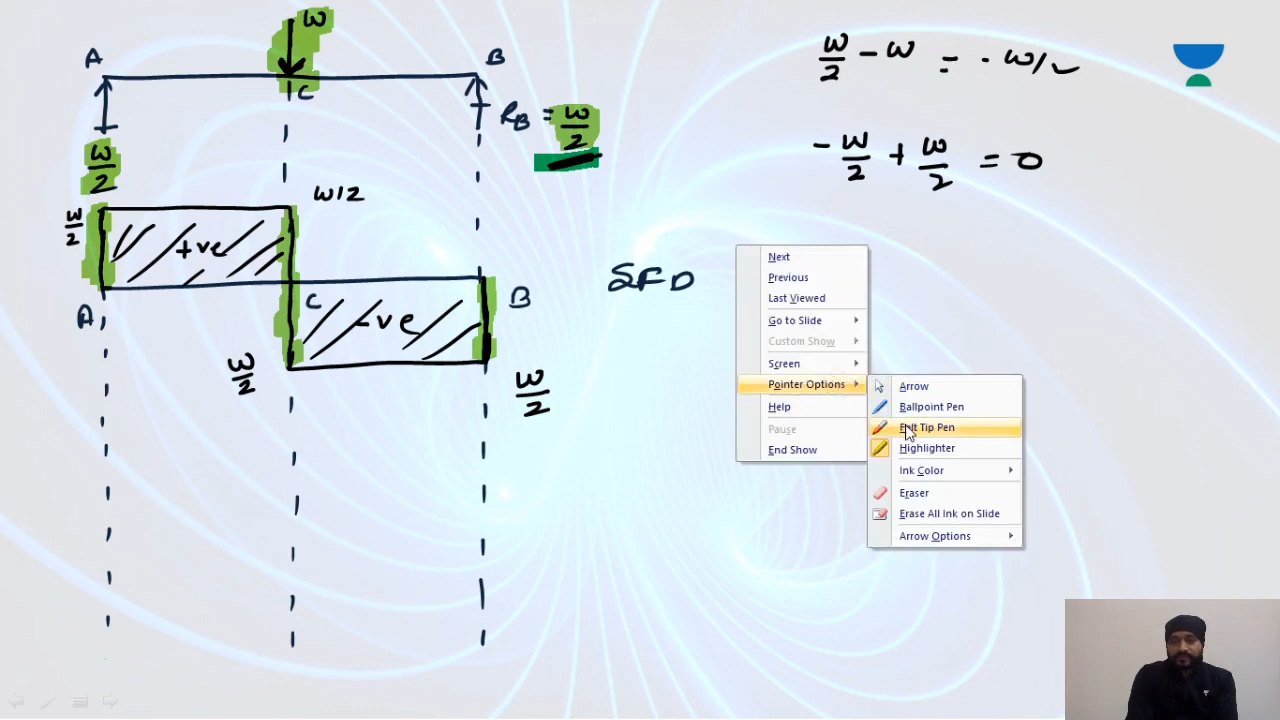 W
A
B
C
R_B = W/2
W/2
W/2
W/2
+ve
A
C
-ve
B
W/2
W/2
SFD
W/2 - W = - W/2
-W/2 + W/2 = 0
Next
Previous
Last Viewed
Go to Slide
Custom Show
Screen
Pointer Options
Help
Pause
End Show
Arrow
Ballpoint Pen
Felt Tip Pen
Highlighter
Ink Color
Eraser
Erase All Ink on Slide
Arrow Options